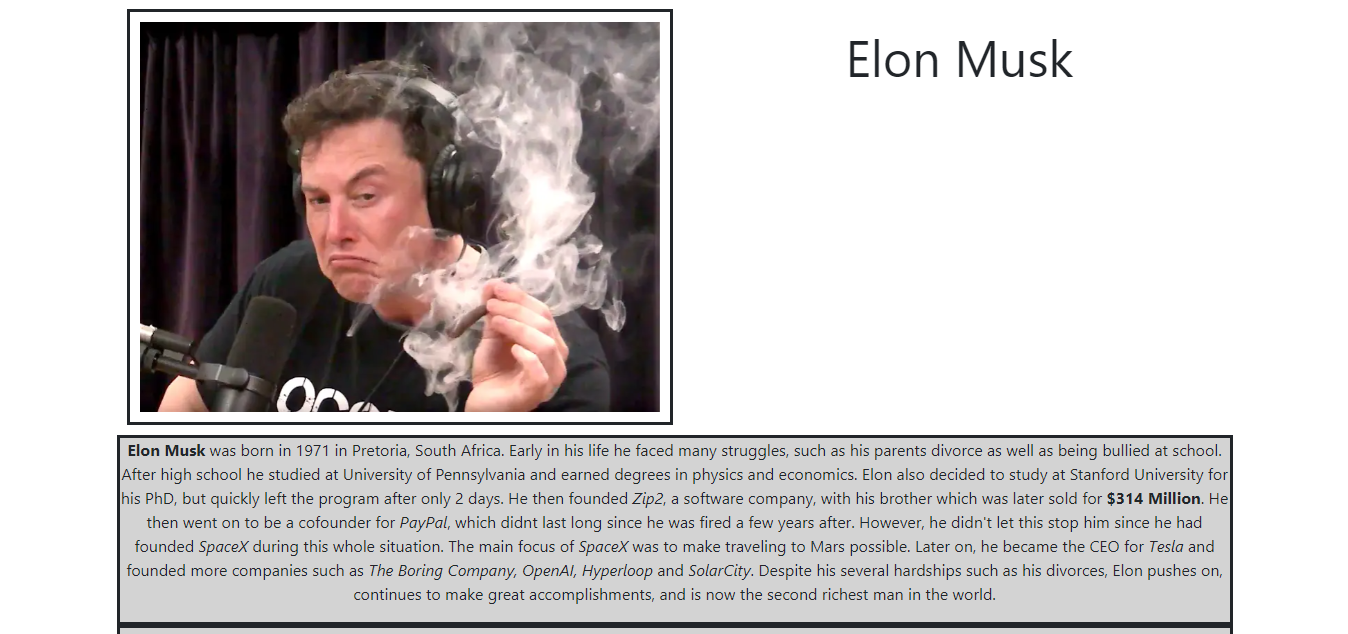 Elon Musk
Elon Musk was born in 1971 in Pretoria, South Africa. Early in his life he faced many struggles, such as his parents divorce as well as being bullied at school.
After high school he studied at University of Pennsylvania and earned degrees in physics and economics. Elon also decided to study at Stanford University for
his PhD, but quickly left the program after only 2 days. He then founded Zip2, a software company, with his brother which was later sold for $314 Million. He
then went on to be a cofounder for PayPal, which didnt last long since he was fired a few years after. However, he didn't let this stop him since he had
founded SpaceX during this whole situation. The main focus of SpaceX was to make traveling to Mars possible. Later on, he became the CEO for Tesla and
founded more companies such as The Boring Company, OpenAI, Hyperloop and SolarCity. Despite his several hardships such as his divorces, Elon pushes on,
continues to make great accomplishments, and is now the second richest man in the world.